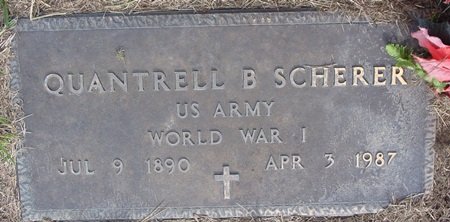 QUANTRELL B SCHERER
US ARMY
WORLD WAR I
JUL 9 1890 APR 3 1987